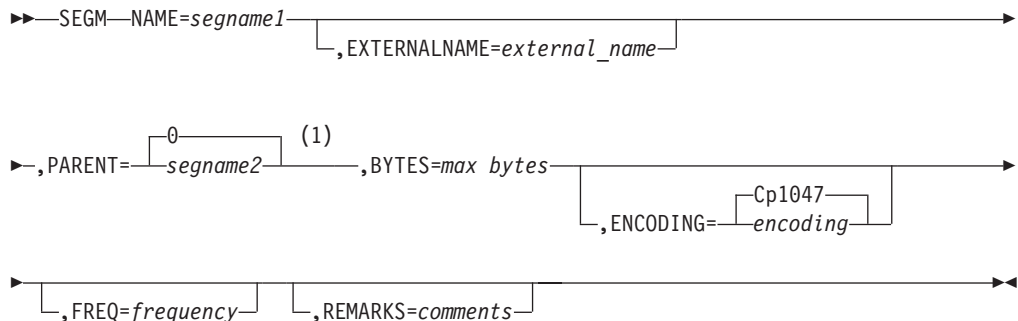 SEGM NAME=segname1
,EXTERNALNAME=external_name
0 (1)
,PARENT= segname2 ,BYTES=max bytes
Cp1047
,ENCODING= encoding
,FREQ=frequency ,REMARKS=comments